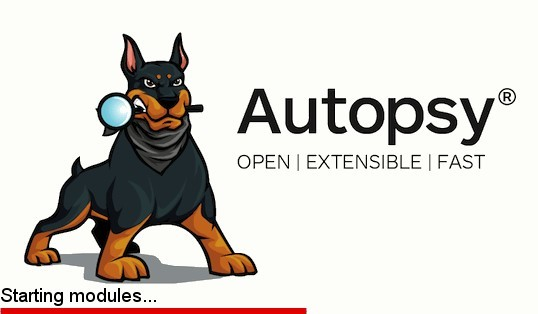 Autopsy®
OPEN | EXTENSIBLE | FAST
Starting modules...